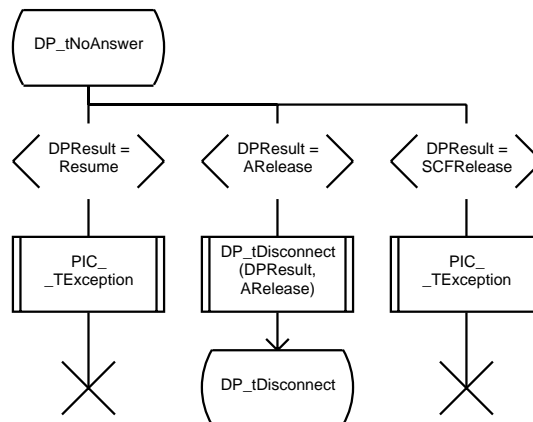 DP_tNoAnswer
DPResult =
Resume
DPResult =
ARelease
DPResult =
SCFRelease
PIC_
_TException
DP_tDisconnect
(DPResult,
ARelease)
PIC_
_TException
DP_tDisconnect